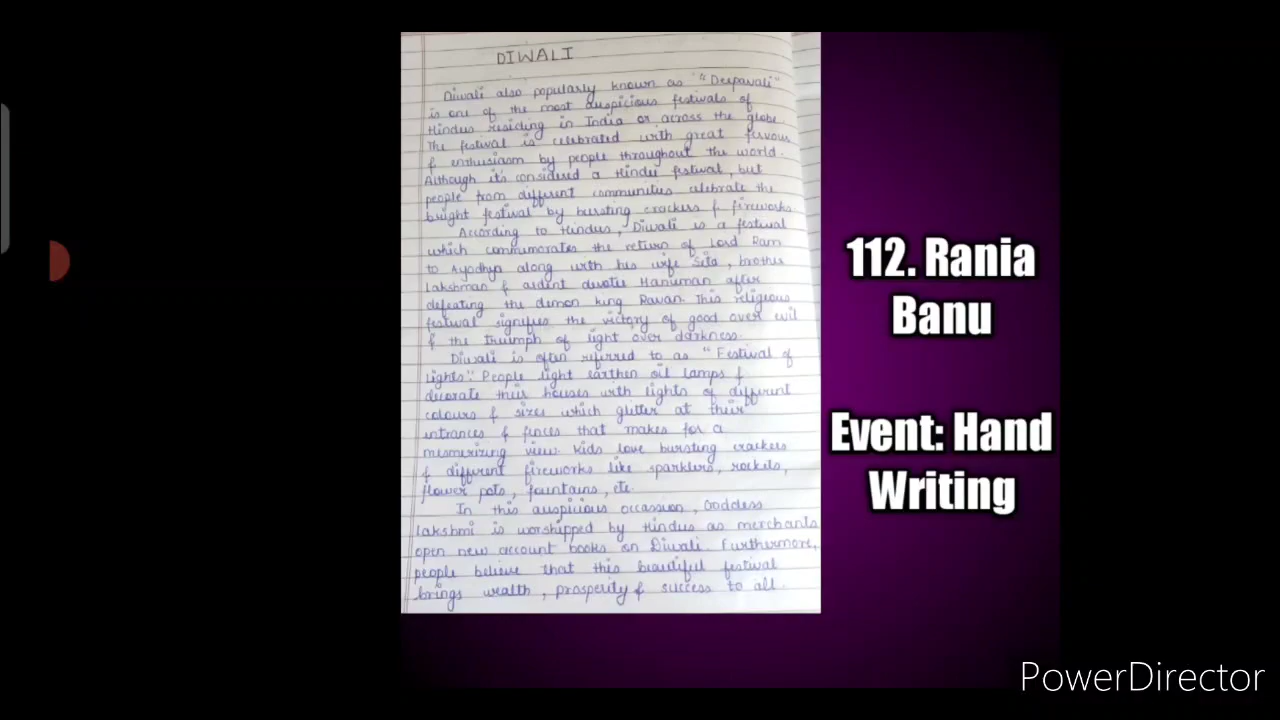 DIWALI
Diwali also popularly known as "Deepavali"
is one of the most auspicious festivals of
Hindus residing in India or across the globe.
The festival is celebrated with great fervour
& enthusiasm by people throughout the world.
Although it's considered a Hindu festival, but
people from different communities celebrate the
bright festival by bursting crackers & fireworks.
According to Hindus, Diwali is a festival
which commemorates the return of Lord Ram
to Ayodhya along with his wife Sita, brother
Lakshman & ardent devotee Hanuman after
defeating the demon king Ravan. This religious
festival signifies the victory of good over evil
& the triumph of light over darkness.
Diwali is often referred to as "Festival of
Lights". People light earthen oil lamps &
decorate their houses with lights of different
colours & sizes which glitter at their
entrances & fences that makes for a
mesmerizing view. Kids love bursting crackers
& different fireworks like sparklers, rockets,
flower pots, fountains, etc.
In this auspicious occassion, Goddess
Lakshmi is worshipped by Hindus as merchants
open new account books on Diwali. Furthermore,
people believe that this beautiful festival
brings wealth, prosperity & success to all.
112. Rania
Banu
Event: Hand
Writing
PowerDirector